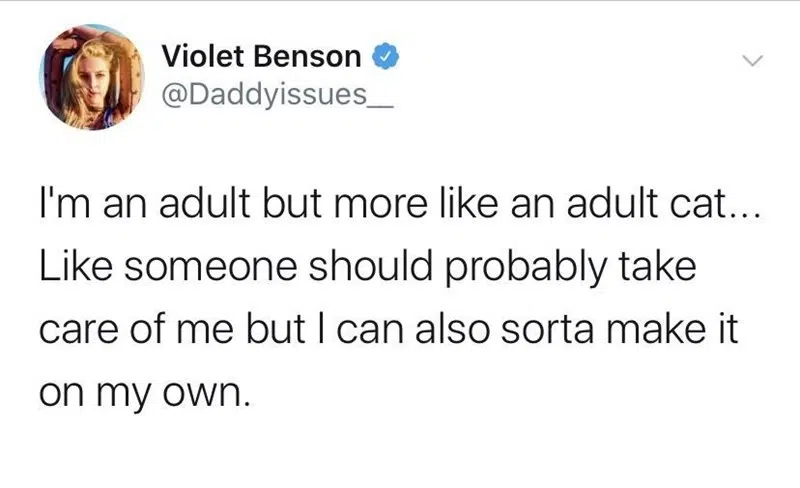 Violet Benson
@Daddyissues__
I'm an adult but more like an adult cat...
Like someone should probably take
care of me but I can also sorta make it
on my own.